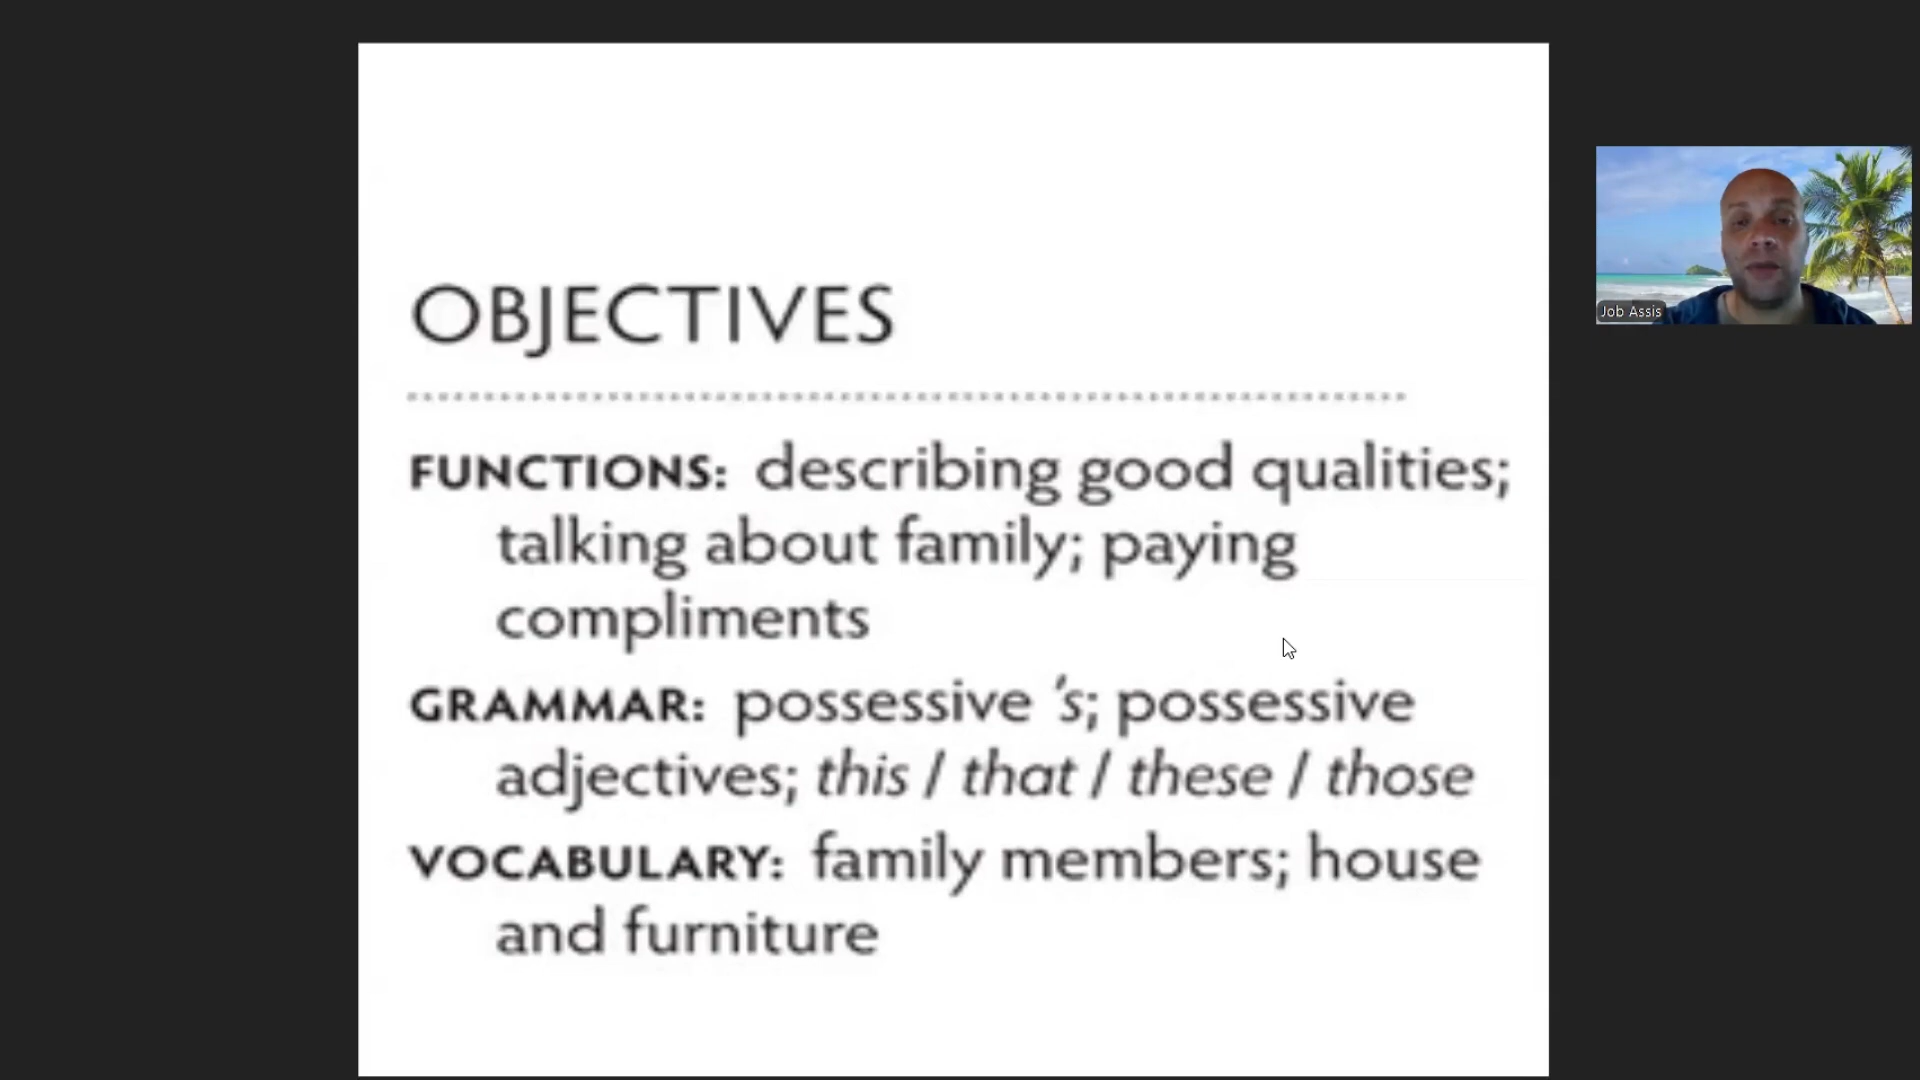 OBJECTIVES
FUNCTIONS: describing good qualities;
talking about family; paying
compliments
GRAMMAR: possessive 's; possessive
adjectives; this / that / these / those
VOCABULARY: family members; house
and furniture
Job Assis